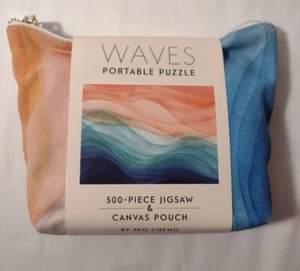 WAVES
PORTABLE PUZZLE
500-PIECE JIGSAW
&
CANVAS POUCH
BY YAO CHENG